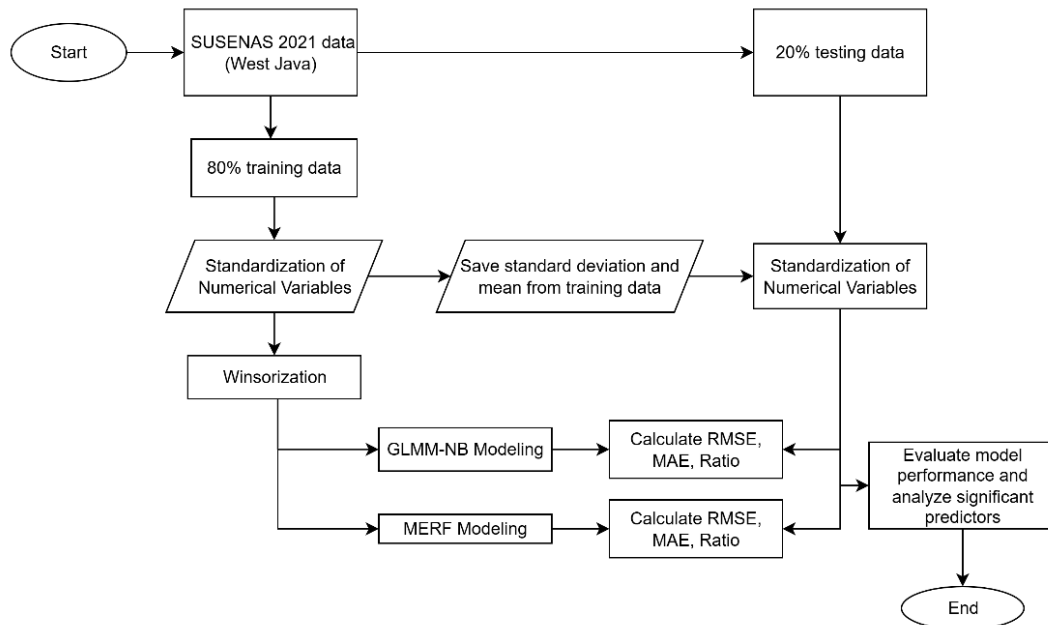 Start
SUSENAS 2021 data
(West Java)
20% testing data
80% training data
Standardization of
Numerical Variables
Save standard deviation and
mean from training data
Standardization of
Numerical Variables
Winsorization
GLMM-NB Modeling
Calculate RMSE,
MAE, Ratio
Evaluate model
performance and
analyze significant
predictors
MERF Modeling
Calculate RMSE,
MAE, Ratio
End